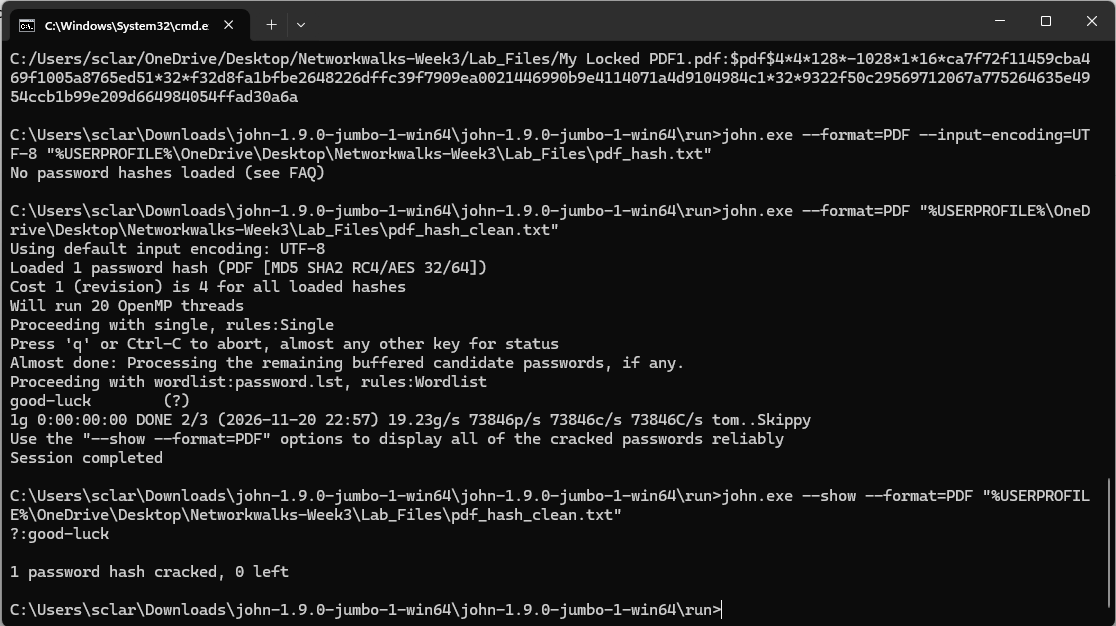 C:\Windows\System32\cmd.e
C:/Users/sclar/OneDrive/Desktop/Networkwalks-Week3/Lab_Files/My Locked PDF1.pdf:$pdf$4*4*128*-1028*1*16*ca7f72f11459cba4
69f1005a8765ed51*32*f32d8fa1bfbe2648226dffc39f7909ea0021446990b9e4114071a4d9104984c1*32*9322f50c29569712067a775264635e49
54ccb1b99e209d664984054ffad30a6a
C:\Users\sclar\Downloads\john-1.9.0-jumbo-1-win64\john-1.9.0-jumbo-1-win64\run>john.exe --format=PDF --input-encoding=UT
F-8 "%USERPROFILE%\OneDrive\Desktop\Networkwalks-Week3\Lab_Files\pdf_hash.txt"
No password hashes loaded (see FAQ)
C:\Users\sclar\Downloads\john-1.9.0-jumbo-1-win64\john-1.9.0-jumbo-1-win64\run>john.exe --format=PDF "%USERPROFILE%\OneD
rive\Desktop\Networkwalks-Week3\Lab_Files\pdf_hash_clean.txt"
Using default input encoding: UTF-8
Loaded 1 password hash (PDF [MD5 SHA2 RC4/AES 32/64])
Cost 1 (revision) is 4 for all loaded hashes
Will run 20 OpenMP threads
Proceeding with single, rules:Single
Press 'q' or Ctrl-C to abort, almost any other key for status
Almost done: Processing the remaining buffered candidate passwords, if any.
Proceeding with wordlist:password.lst, rules:Wordlist
good-luck        (?)
1g 0:00:00:00 DONE 2/3 (2026-11-20 22:57) 19.23g/s 73846p/s 73846c/s 73846C/s tom..Skippy
Use the "--show --format=PDF" options to display all of the cracked passwords reliably
Session completed
C:\Users\sclar\Downloads\john-1.9.0-jumbo-1-win64\john-1.9.0-jumbo-1-win64\run>john.exe --show --format=PDF "%USERPROFIL
E%\OneDrive\Desktop\Networkwalks-Week3\Lab_Files\pdf_hash_clean.txt"
?:good-luck
1 password hash cracked, 0 left
C:\Users\sclar\Downloads\john-1.9.0-jumbo-1-win64\john-1.9.0-jumbo-1-win64\run>